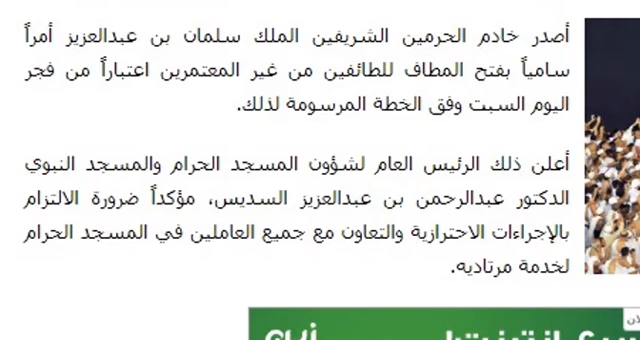 أصدر خادم الحرمين الشريفين الملك سلمان بن عبدالعزيز أمراً
سامياً بفتح المطاف للطائفين من غير المعتمرين اعتباراً من فجر
اليوم السبت وفق الخطة المرسومة لذلك.
أعلن ذلك الرئيس العام لشؤون المسجد الحرام والمسجد النبوي
الدكتور عبدالرحمن بن عبدالعزيز السديس، مؤكداً ضرورة الالتزام
بالإجراءات الاحترازية والتعاون مع جميع العاملين في المسجد الحرام
لخدمة مرتاديه.